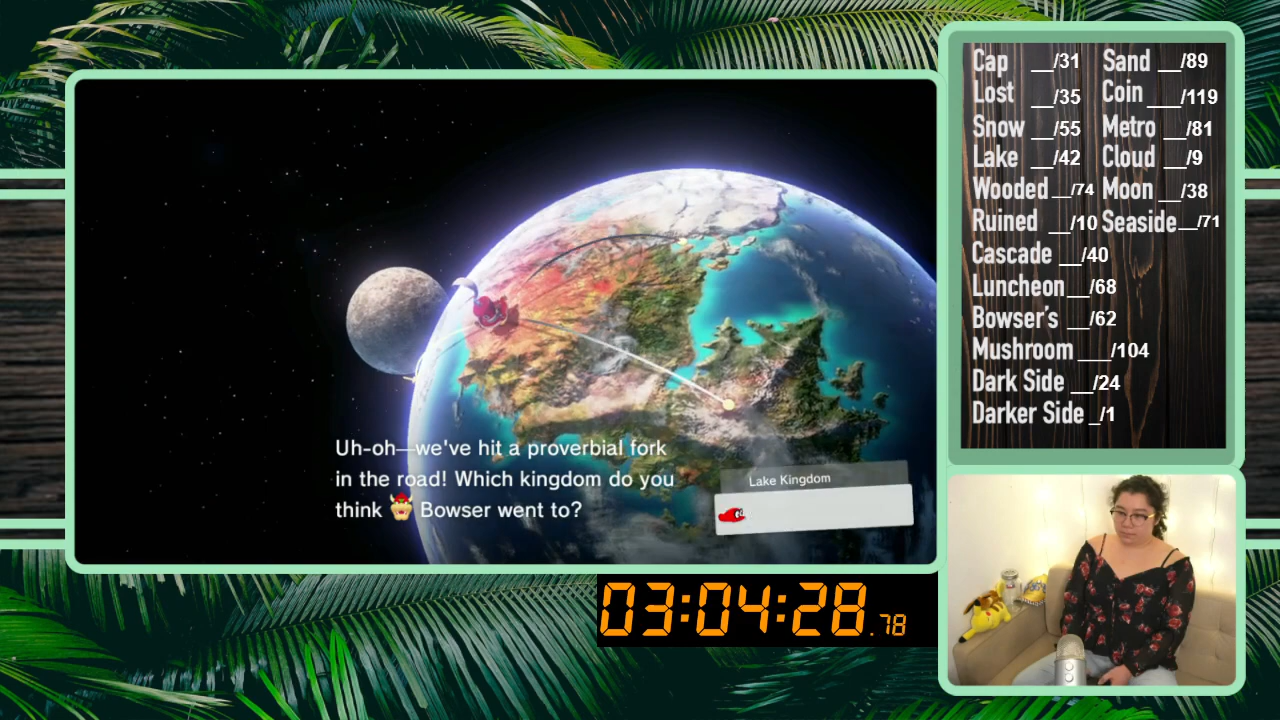 Cap __/31
Sand __/89
Lost __/35
Coin ___/119
Snow __/55
Metro __/81
Lake __/42
Cloud __/9
Wooded __/74
Moon __/38
Ruined __/10
Seaside __/71
Cascade __/40
Luncheon __/68
Bowser's __/62
Mushroom ___/104
Dark Side __/24
Darker Side _/1
Uh-oh—we've hit a proverbial fork
in the road! Which kingdom do you
think Bowser went to?
Lake Kingdom
03:04:28.78